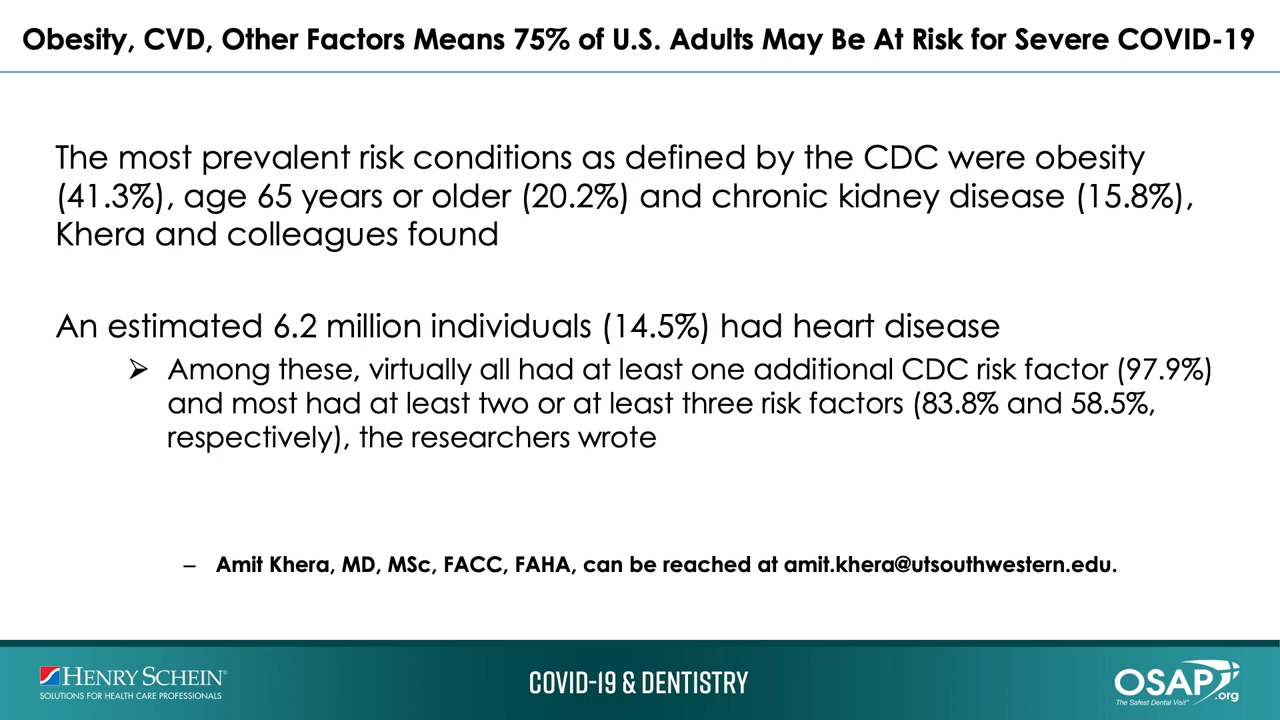 Obesity, CVD, Other Factors Means 75% of U.S. Adults May Be At Risk for Severe COVID-19
The most prevalent risk conditions as defined by the CDC were obesity
(41.3%), age 65 years or older (20.2%) and chronic kidney disease (15.8%),
Khera and colleagues found
An estimated 6.2 million individuals (14.5%) had heart disease
➢ Among these, virtually all had at least one additional CDC risk factor (97.9%)
and most had at least two or at least three risk factors (83.8% and 58.5%,
respectively), the researchers wrote
– Amit Khera, MD, MSc, FACC, FAHA, can be reached at amit.khera@utsouthwestern.edu.
HENRY SCHEIN®
SOLUTIONS FOR HEALTH CARE PROFESSIONALS
COVID-19 & DENTISTRY
OSAP.org
The Safest Dental Visit™